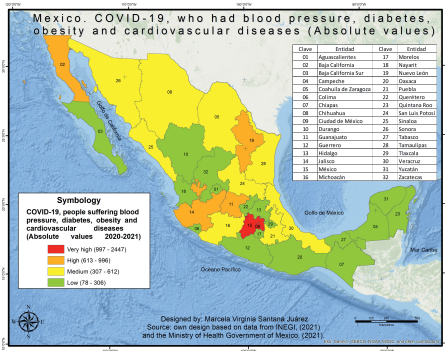 Mexico. COVID-19, who had blood pressure, diabetes,
obesity and cardiovascular diseases (Absolute values)
Clave Entidad Clave Entidad
01 Aguascalientes 17 Morelos
02 Baja California 18 Nayarit
03 Baja California Sur 19 Nuevo León
04 Campeche 20 Oaxaca
05 Coahuila de Zaragoza 21 Puebla
06 Colima 22 Querétero
07 Chiapas 23 Quintana Roo
08 Chihuahua 24 San Luis Potosí
09 Ciudad de México 25 Sinaloa
10 Durango 26 Sonora
11 Guanajuato 27 Tabasco
12 Guerrero 28 Tamaulipas
13 Hidalgo 29 Tlaxcala
14 Jalisco 30 Veracruz
15 México 31 Yucatán
16 Michoacán 32 Zacatecas
Golfo de California
Golfo de México
Mar Caribe
Océano Pacífico
Symbology
COVID-19, people suffering blood
pressure, diabetes, obesity and
cardiovascular diseases
(Absolute values 2020-2021)
Very high (997 - 2447)
High (613 - 996)
Medium (307 - 612)
Low (78 - 306)
Designed by: Marcela Virginia Santana Juárez
Source: own design based on data from INEGI, (2021)
and the Ministry of Health Government of Mexico, (2021).